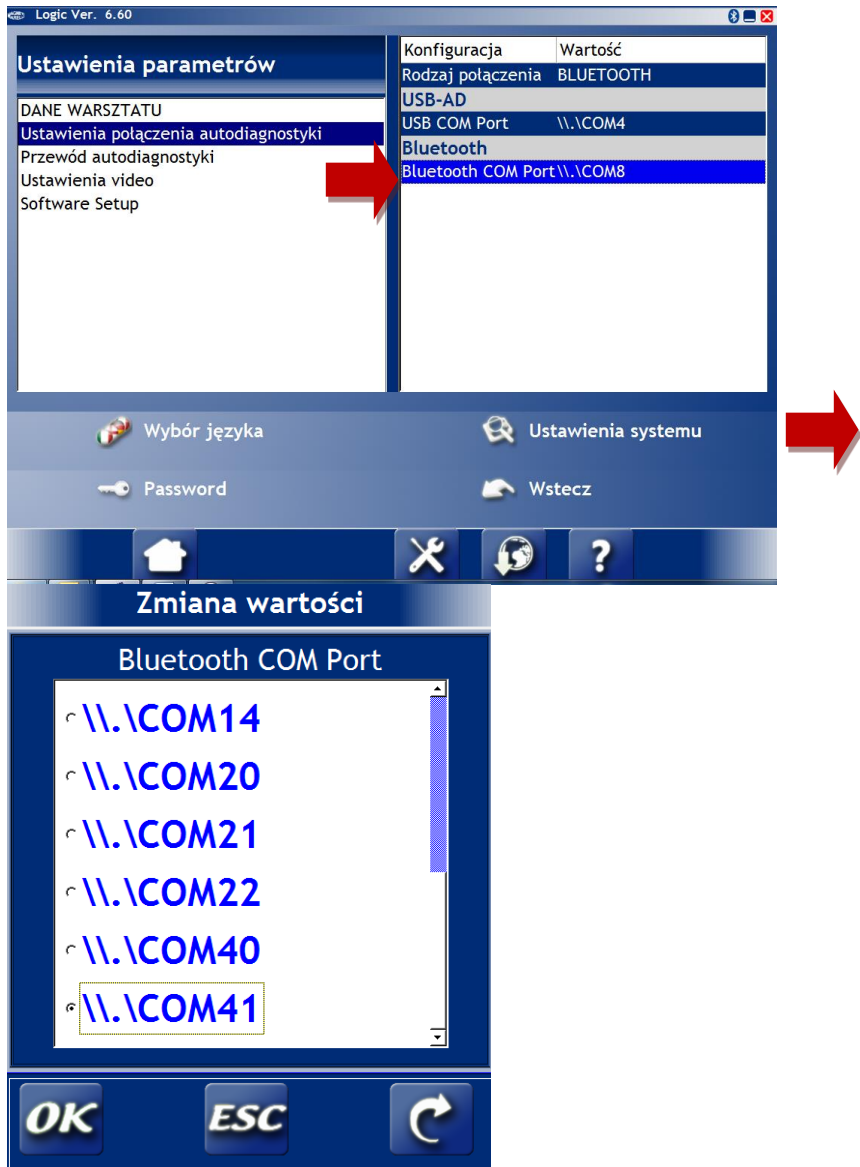 Logic Ver. 6.60
Ustawienia parametrów
DANE WARSZTATU
Ustawienia połączenia autodiagnostyki
Przewód autodiagnostyki
Ustawienia video
Software Setup
Konfiguracja Wartość
Rodzaj połączenia BLUETOOTH
USB-AD
USB COM Port \\.\COM4
Bluetooth
Bluetooth COM Port \\.\COM8
Wybór języka
Ustawienia systemu
Password
Wstecz
?
Zmiana wartości
Bluetooth COM Port
\\.\COM14
\\.\COM20
\\.\COM21
\\.\COM22
\\.\COM40
\\.\COM41
OK ESC